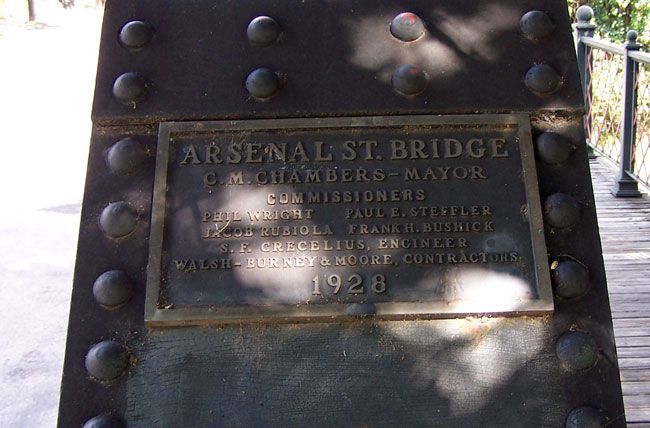 ARSENAL ST. BRIDGE
C. M. CHAMBERS - MAYOR
COMMISSIONERS
PHIL WRIGHT PAUL E. STEFFLER
JACOB RUBIOLA FRANK H. BUSHICK
S. F. CRECELIUS, ENGINEER
WALSH - BURNEY & MOORE, CONTRACTORS
1928